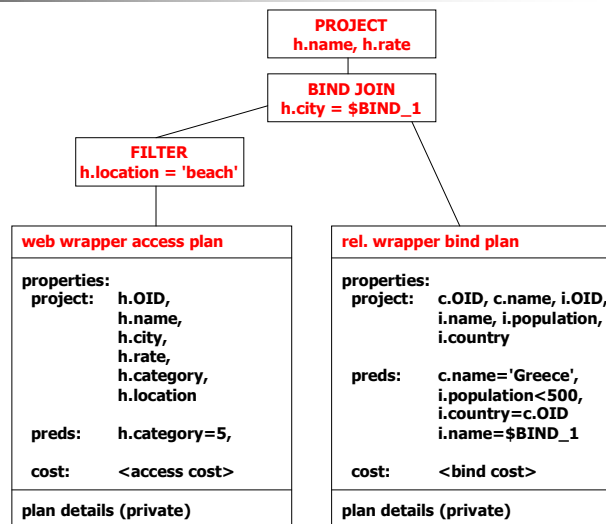 PROJECT
h.name, h.rate
BIND JOIN
h.city = $BIND_1
FILTER
h.location = 'beach'
web wrapper access plan
properties:
project: h.OID,
h.name,
h.city,
h.rate,
h.category,
h.location
preds: h.category=5,
cost: <access cost>
plan details (private)
rel. wrapper bind plan
properties:
project: c.OID, c.name, i.OID,
i.name, i.population,
i.country
preds: c.name='Greece',
i.population<500,
i.country=c.OID
i.name=$BIND_1
cost: <bind cost>
plan details (private)